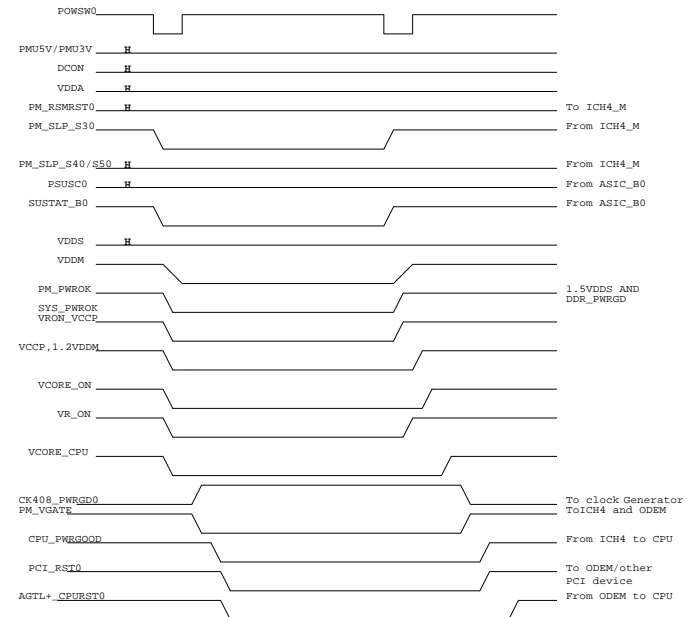 POWSW0
PMU5V/PMU3V H
DCON H
VDDA H
PM_RSMRST0 H To ICH4_M
PM_SLP_S30 From ICH4_M
PM_SLP_S40/S50 H From ICH4_M
PSUSC0 H From ASIC_B0
SUSTAT_B0 From ASIC_B0
VDDS H
VDDM
PM_PWROK 1.5VDDS AND
DDR_PWRGD
SYS_PWROK
VRON_VCCP
VCCP,1.2VDDM
VCORE_ON
VR_ON
VCORE_CPU
CK408_PWRGD0 To clock Generator
PM_VGATE ToICH4 and ODEM
CPU_PWRGOOD From ICH4 to CPU
PCI_RST0 To ODEM/other
PCI device
AGTL+_CPURST0 From ODEM to CPU